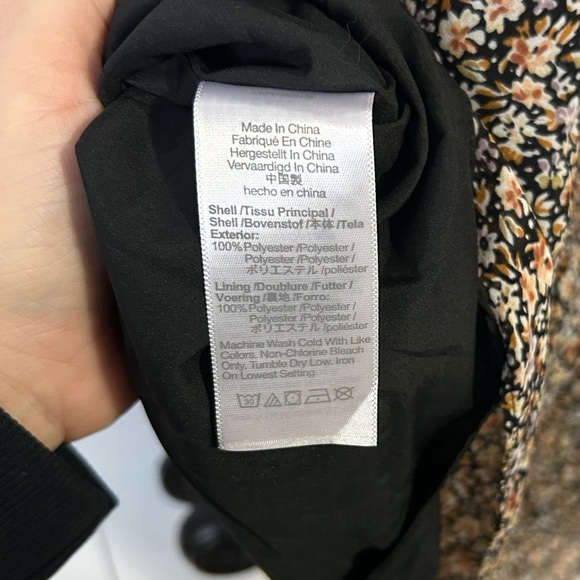 Made In China
Fabriqué En Chine
Hergestellt In China
Vervaardigd In China
中国製
hecho en china
Shell /Tissu Principal /
Shell /Bovenstof /本体 /Tela
Exterior:
100% Polyester /Polyester /
Polyester /Polyester
/ポリエステル /poliéster
Lining /Doublure /Futter /
Voering /裏地 /Forro:
100% Polyester /Polyester /
Polyester /Polyester /
ポリエステル /poliéster
Machine Wash Cold With Like
Colors. Non-Chlorine Bleach
Only. Tumble Dry Low. Iron
On Lowest Setting
30